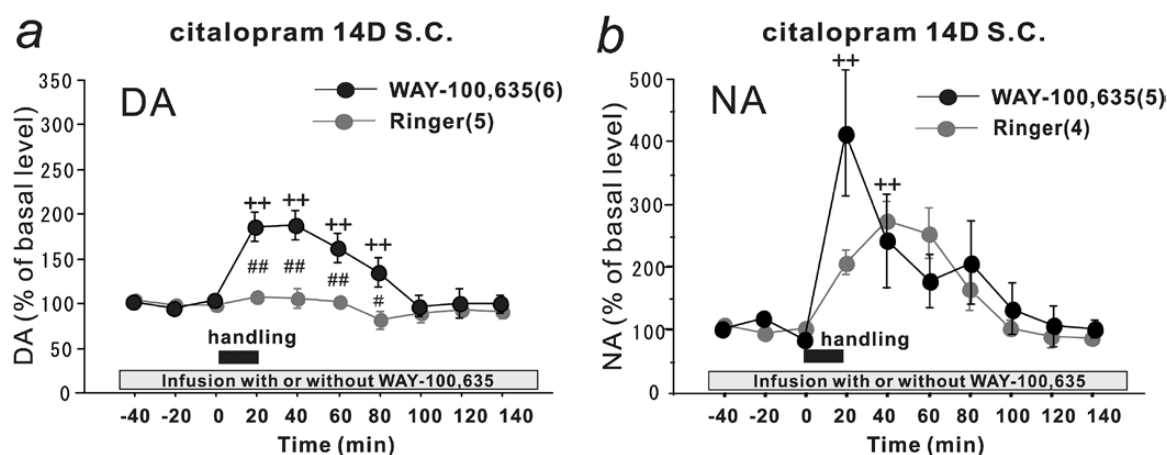 a
citalopram 14D S.C.
DA
WAY-100,635(6)
Ringer(5)
DA (% of basal level)
350
300
250
200
150
100
50
0
++
++
++
++
##
##
##
#
handling
Infusion with or without WAY-100,635
-40 -20 0 20 40 60 80 100 120 140
Time (min)
b
citalopram 14D S.C.
NA
WAY-100,635(5)
Ringer(4)
NA (% of basal level)
500
400
300
200
100
0
++
++
handling
Infusion with or without WAY-100,635
-40 -20 0 20 40 60 80 100 120 140
Time (min)